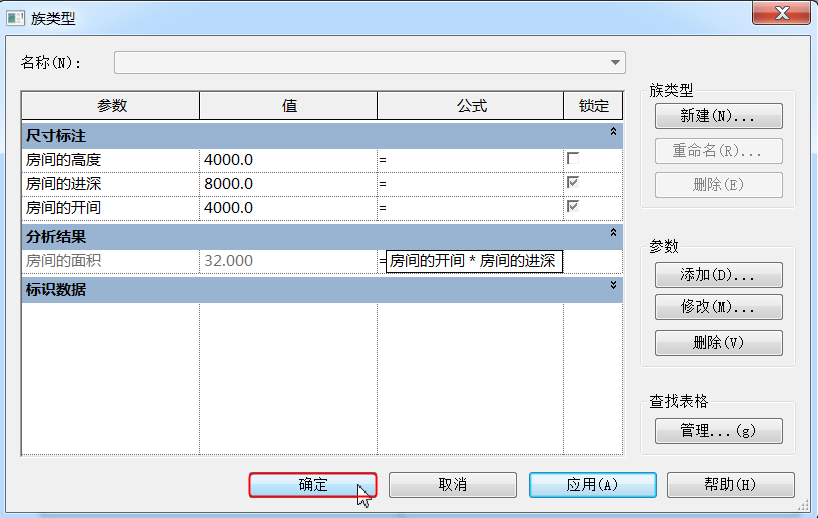 族类型
名称(N):
参数 值 公式 锁定
尺寸标注
房间的高度 4000.0 =
房间的进深 8000.0 =
房间的开间 4000.0 =
分析结果
房间的面积 32.000 =房间的开间 * 房间的进深
标识数据
族类型
新建(N)...
重命名(R)...
删除(E)
参数
添加(D)...
修改(M)...
删除(V)
查找表格
管理...(g)
确定 取消 应用(A) 帮助(H)